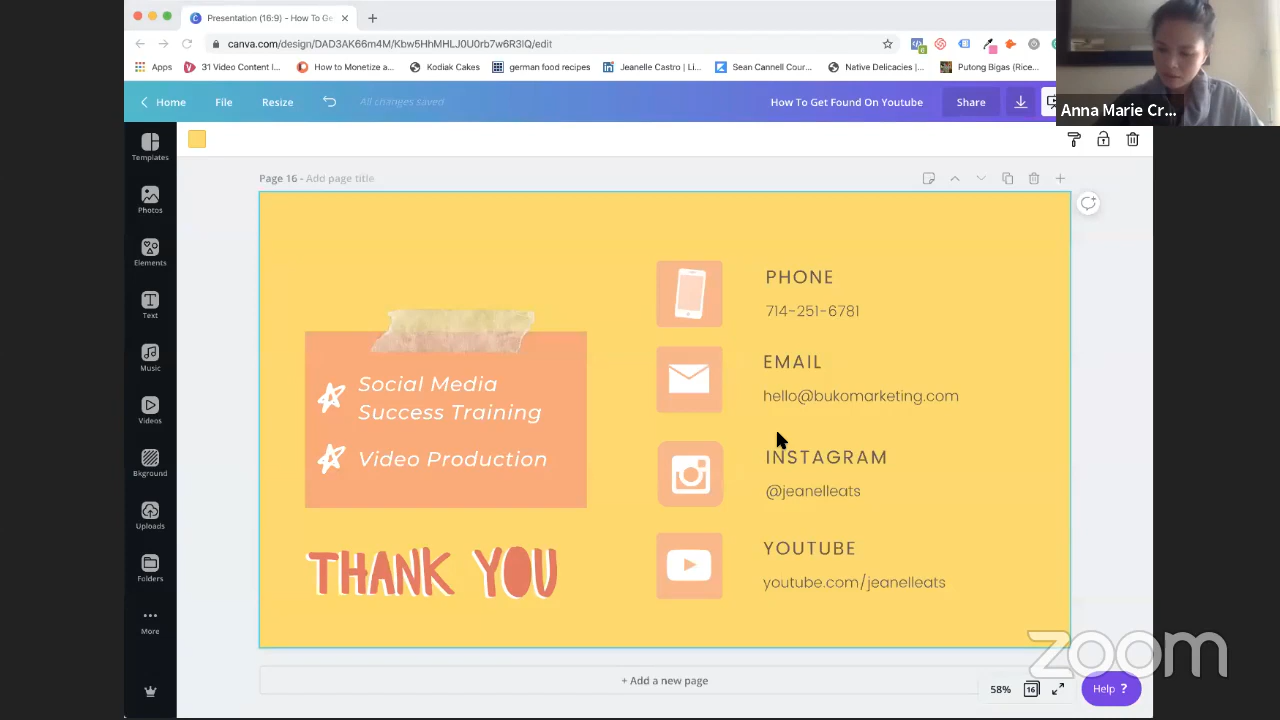 Presentation (16:9) - How To Ge
canva.com/design/DAD3AK66m4M/Kbw5HhMHLJ0U0rb7w6R3IQ/edit
Apps
31 Video Content I...
How to Monetize a...
Kodiak Cakes
german food recipes
Jeanelle Castro | Li...
Sean Cannell Cour...
Native Delicacies |...
Putong Bigas (Rice...
Home
File
Resize
All changes saved
How To Get Found On Youtube
Share
Anna Marie Cr...
Templates
Photos
Elements
Text
Music
Videos
Bkground
Uploads
Folders
More
Page 16 - Add page title
Social Media
Success Training
Video Production
THANK YOU
PHONE
714-251-6781
EMAIL
hello@bukomarketing.com
INSTAGRAM
@jeanelleats
YOUTUBE
youtube.com/jeanelleats
+ Add a new page
58%
16
Help ?
zoom